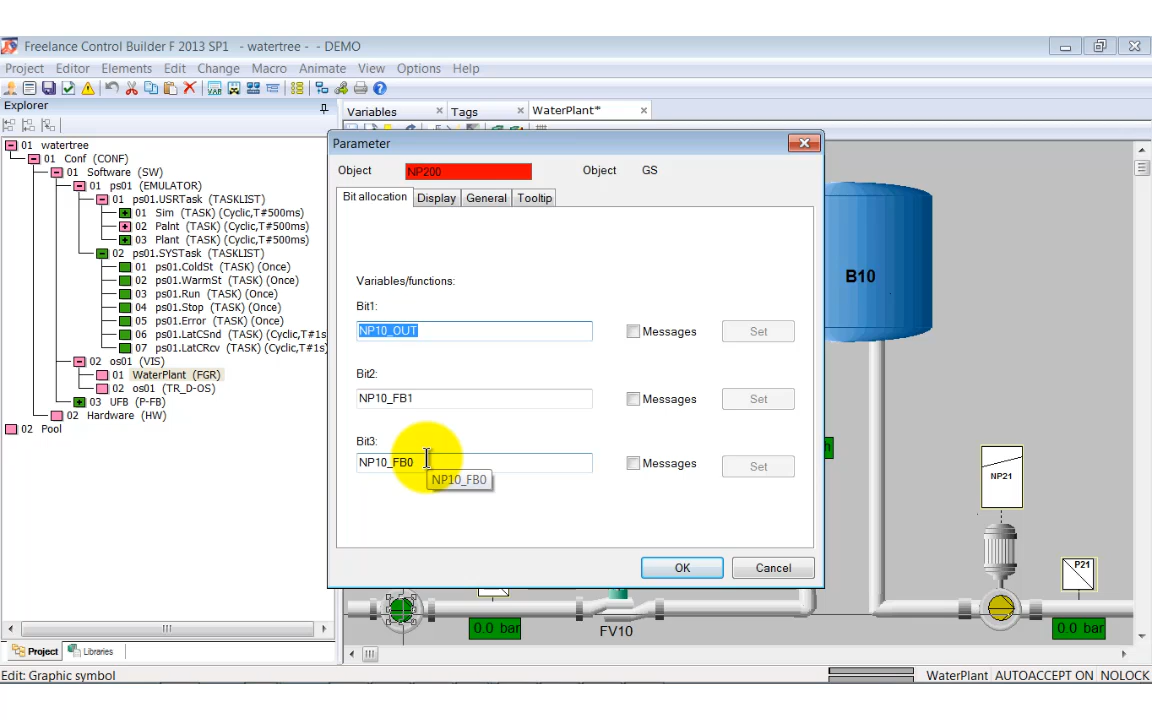 Freelance Control Builder F 2013 SP1 - watertree - - DEMO
Project Editor Elements Edit Change Macro Animate View Options Help
Explorer
Variables × Tags × WaterPlant* ×
01 watertree
01 Conf (CONF)
01 Software (SW)
01 ps01 (EMULATOR)
01 ps01.USRTask (TASKLIST)
01 Sim (TASK) (Cyclic,T#500ms)
02 PaInt (TASK) (Cyclic,T#500ms)
03 Plant (TASK) (Cyclic,T#500ms)
02 ps01.SYSTask (TASKLIST)
01 ps01.ColdSt (TASK) (Once)
02 ps01.WarmSt (TASK) (Once)
03 ps01.Run (TASK) (Once)
04 ps01.Stop (TASK) (Once)
05 ps01.Error (TASK) (Once)
06 ps01.LatCSnd (TASK) (Cyclic,T#1s
07 ps01.LatCRcv (TASK) (Cyclic,T#1s)
02 os01 (VIS)
01 WaterPlant (FGR)
02 os01 (TR_D-OS)
03 UFB (P-FB)
02 Hardware (HW)
02 Pool
Parameter
Object NP200 Object GS
Bit allocation Display General Tooltip
Variables/functions:
Bit1:
NP10_OUT Messages Set
Bit2:
NP10_FB1 Messages Set
Bit3:
NP10_FB0 Messages Set
NP10_FB0
OK Cancel
B10
NP21
P21
0.0 bar
FV10
0.0 bar
Project Libraries
Edit: Graphic symbol
WaterPlant AUTOACCEPT ON NOLOCK